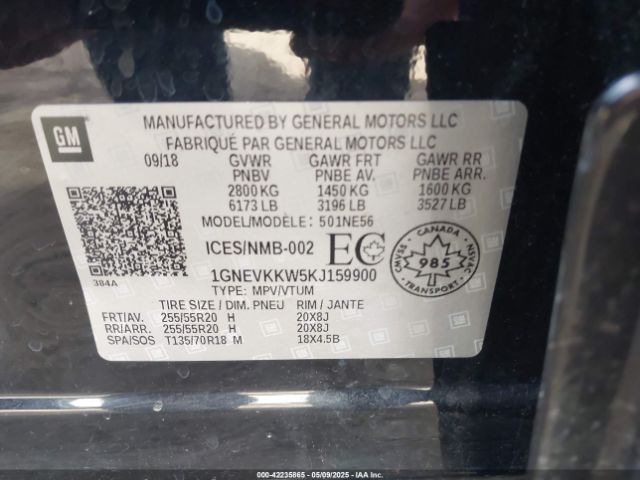 GM
MANUFACTURED BY GENERAL MOTORS LLC
FABRIQUÉ PAR GENERAL MOTORS LLC
09/18 GVWR GAWR FRT GAWR RR
PNBV PNBE AV. PNBE ARR.
2800 KG 1450 KG 1600 KG
6173 LB 3196 LB 3527 LB
MODEL/MODÈLE: 501NE56
384A
ICES/NMB-002 EC
CANADA
CMVSS 985 NSVAC
TRANSPORT
1GNEVKKW5KJ159900
TYPE: MPV/VTUM
TIRE SIZE / DIM. PNEU RIM / JANTE
FRT/AV. 255/55R20 H 20X8J
RR/ARR. 255/55R20 H 20X8J
SPA/SOS T135/70R18 M 18X4.5B
000-42235865 - 05/09/2025 - IAAI.com